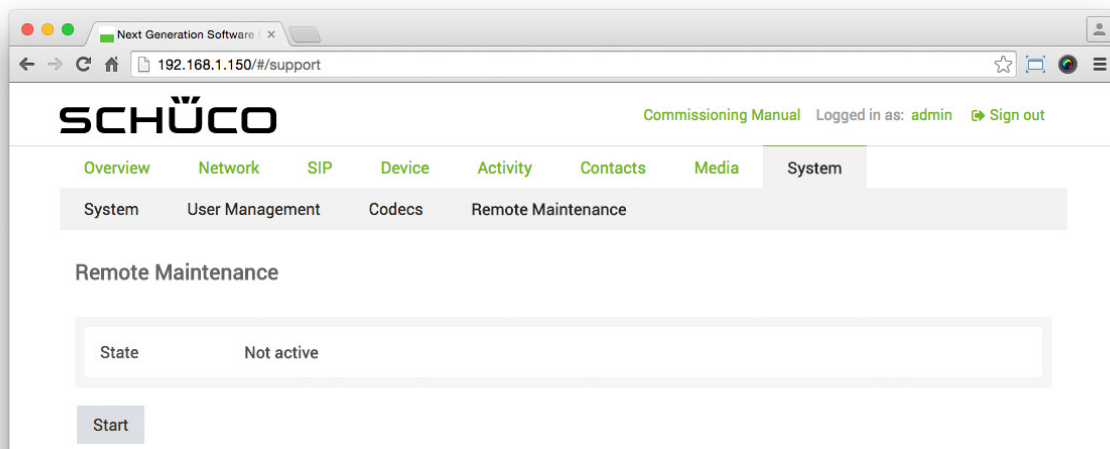 Next Generation Software
192.168.1.150/#/support
SCHÜCO
Commissioning Manual Logged in as: admin Sign out
Overview Network SIP Device Activity Contacts Media System
System User Management Codecs Remote Maintenance
Remote Maintenance
State Not active
Start